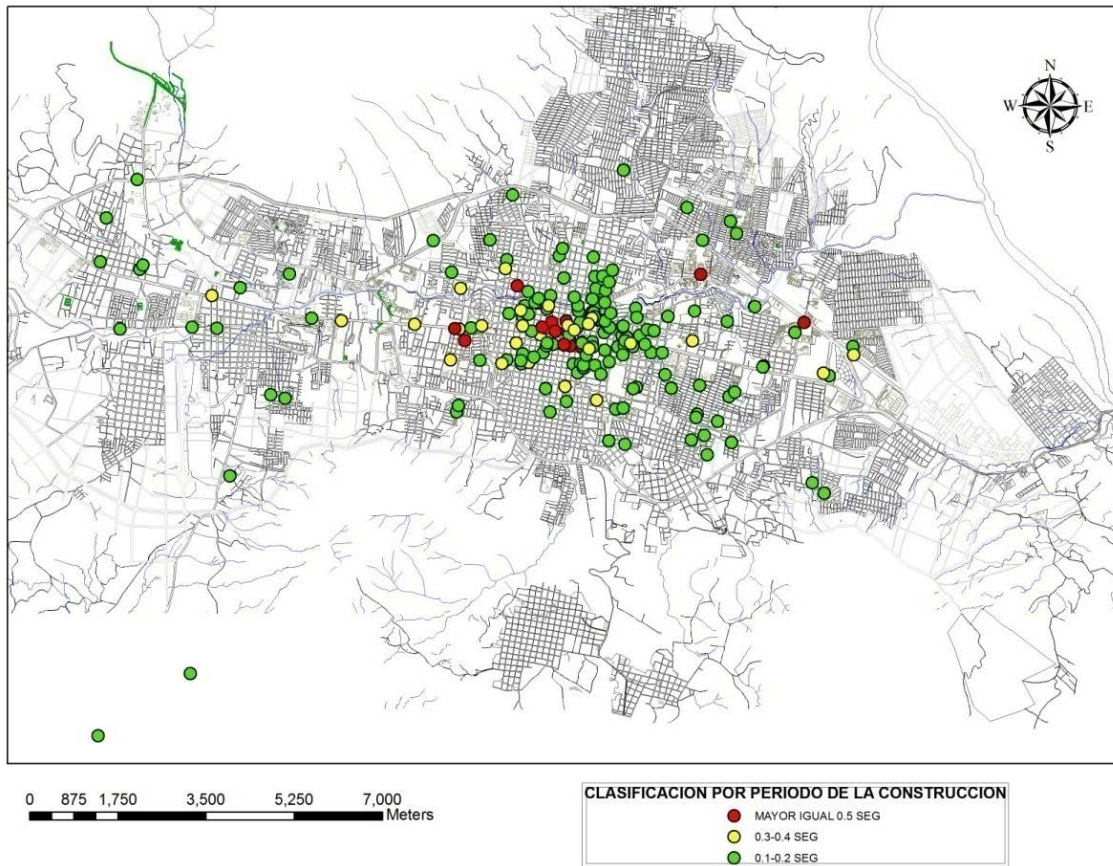 N
W E
S
0 875 1,750 3,500 5,250 7,000
Meters
CLASIFICACION POR PERIODO DE LA CONSTRUCCION
MAYOR IGUAL 0.5 SEG
0.3-0.4 SEG
0.1-0.2 SEG